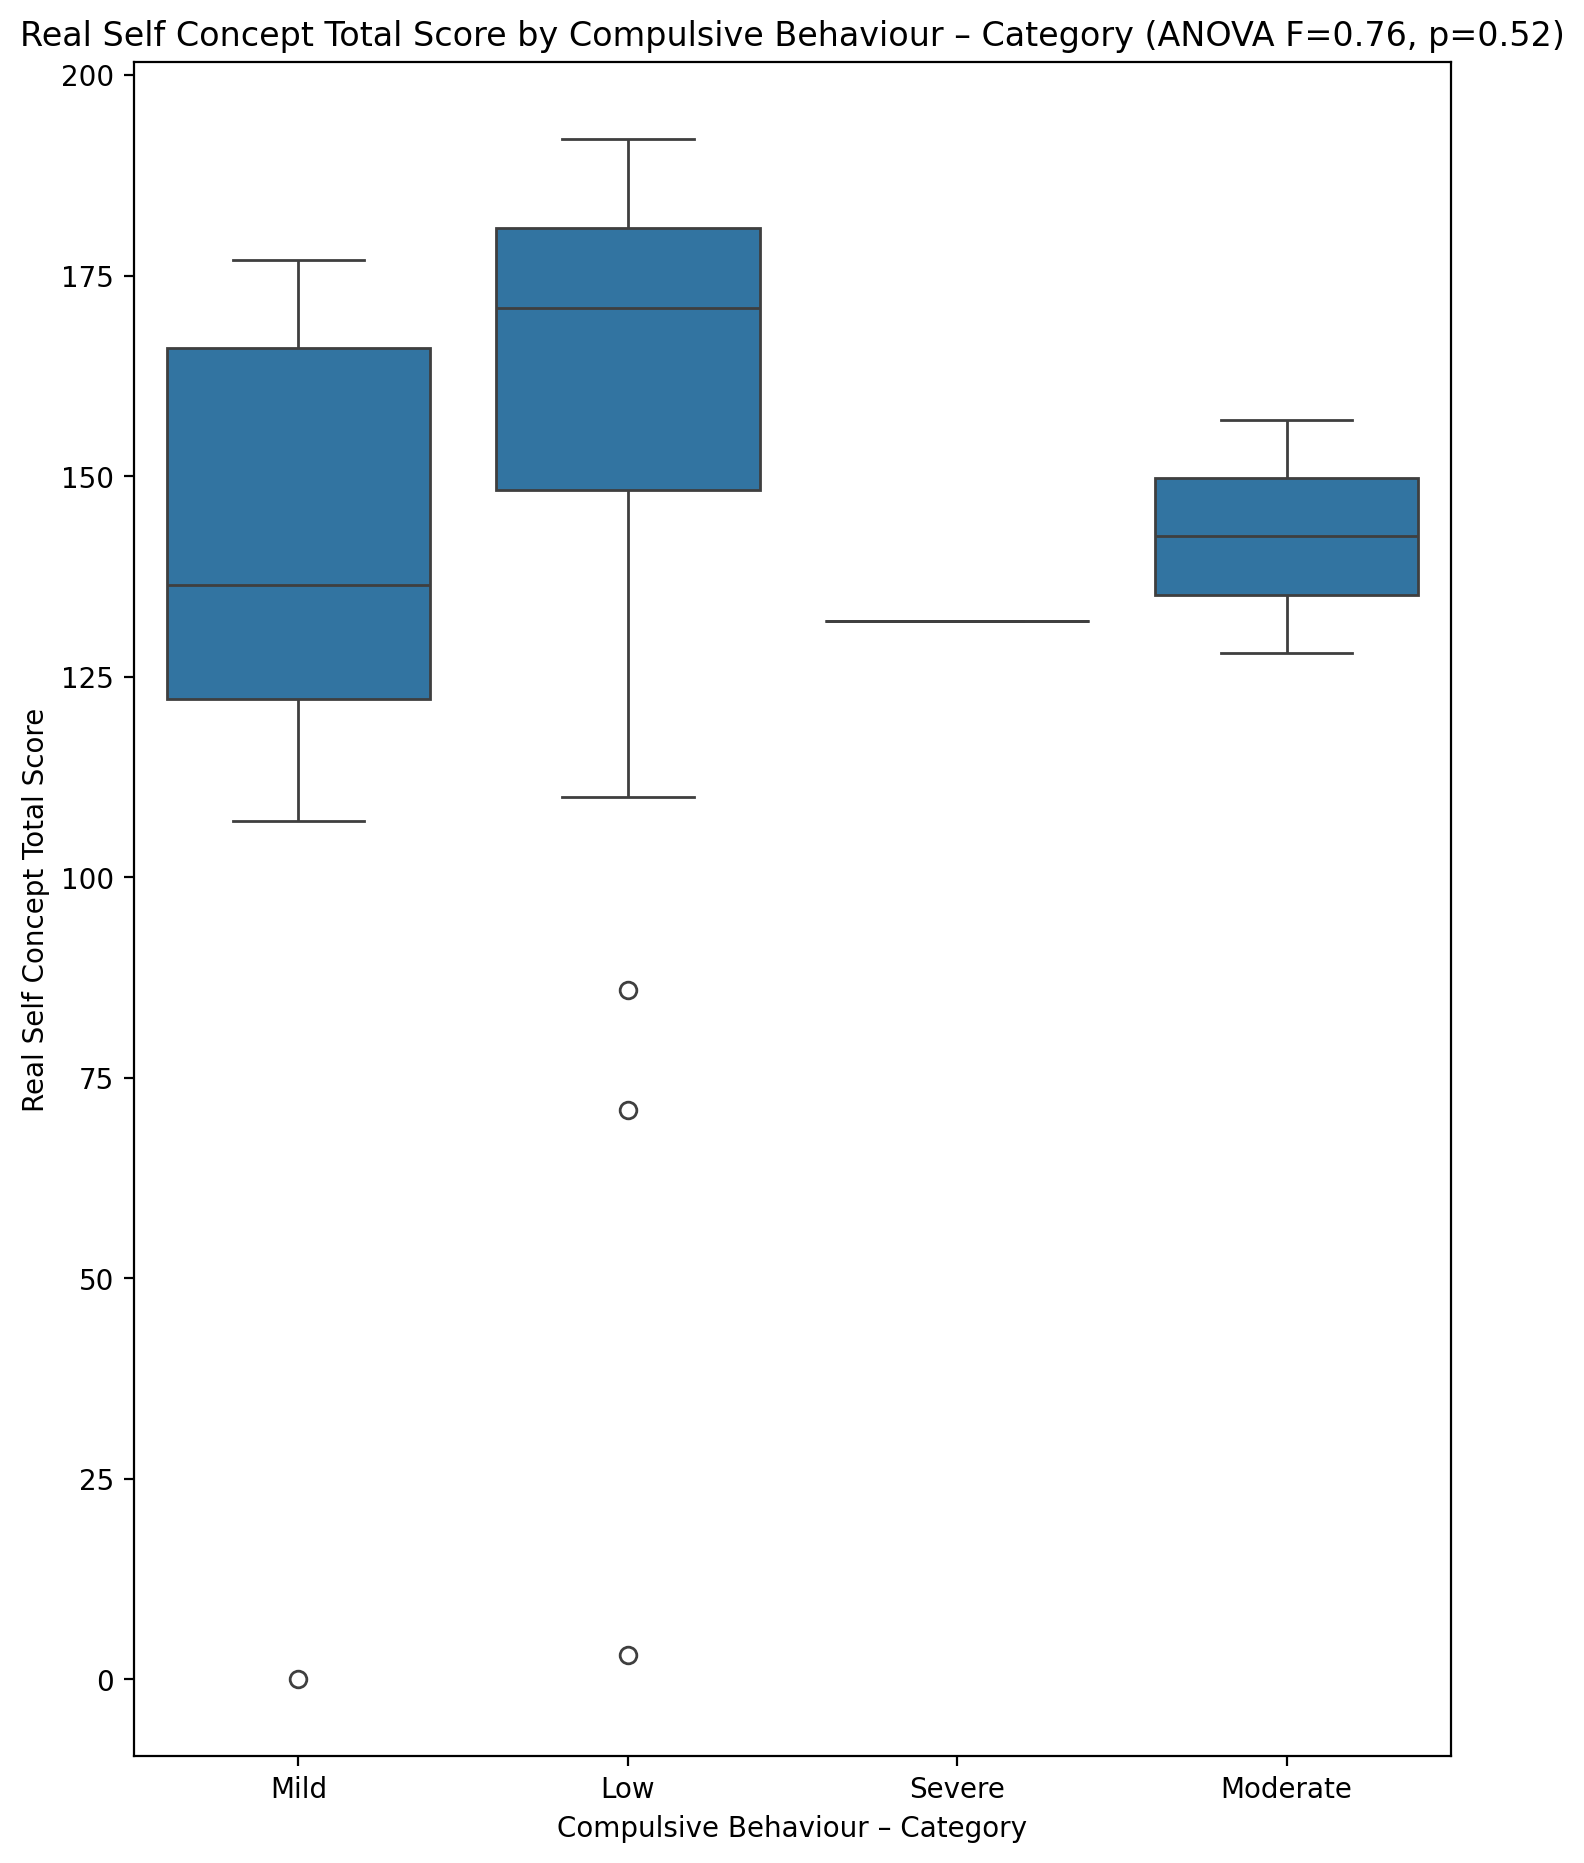 Real Self Concept Total Score by Compulsive Behaviour – Category (ANOVA F=0.76, p=0.52)
200
175
150
125
100
75
50
25
0
Real Self Concept Total Score
Mild Low Severe Moderate
Compulsive Behaviour – Category